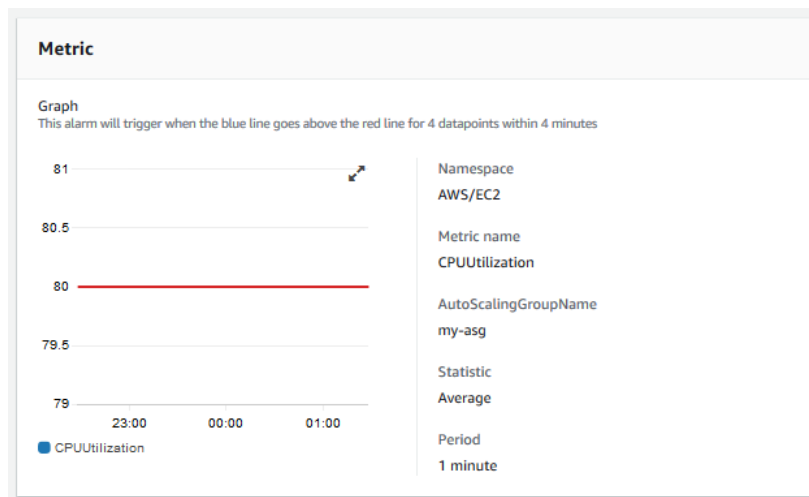 Metric
Graph
This alarm will trigger when the blue line goes above the red line for 4 datapoints within 4 minutes
81
80.5
80
79.5
79
23:00 00:00 01:00
CPUUtilization
Namespace
AWS/EC2
Metric name
CPUUtilization
AutoScalingGroupName
my-asg
Statistic
Average
Period
1 minute